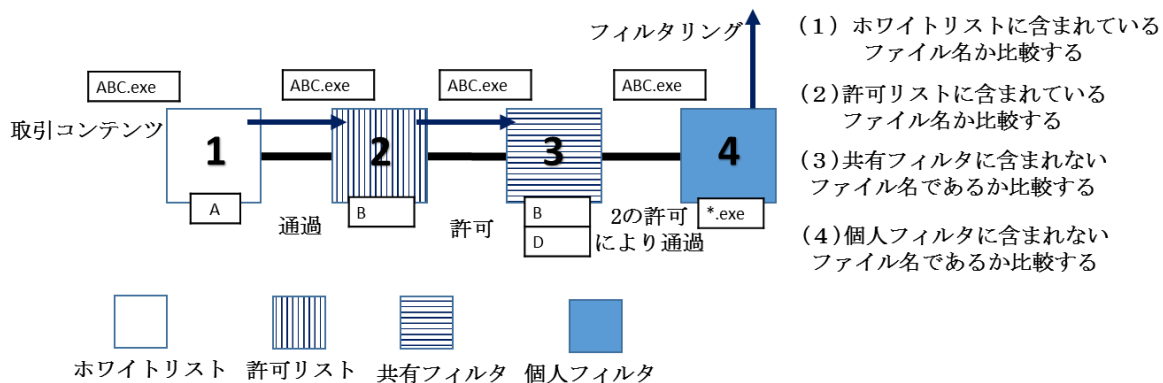 フィルタリング
ABC.exe
ABC.exe
ABC.exe
ABC.exe
取引コンテンツ
1
2
3
4
A
B
B
D
*.exe
通過
許可
2の許可
により通過
(1) ホワイトリストに含まれている
ファイル名か比較する
(2)許可リストに含まれている
ファイル名か比較する
(3)共有フィルタに含まれない
ファイル名であるか比較する
(4)個人フィルタに含まれない
ファイル名であるか比較する
ホワイトリスト
許可リスト
共有フィルタ
個人フィルタ